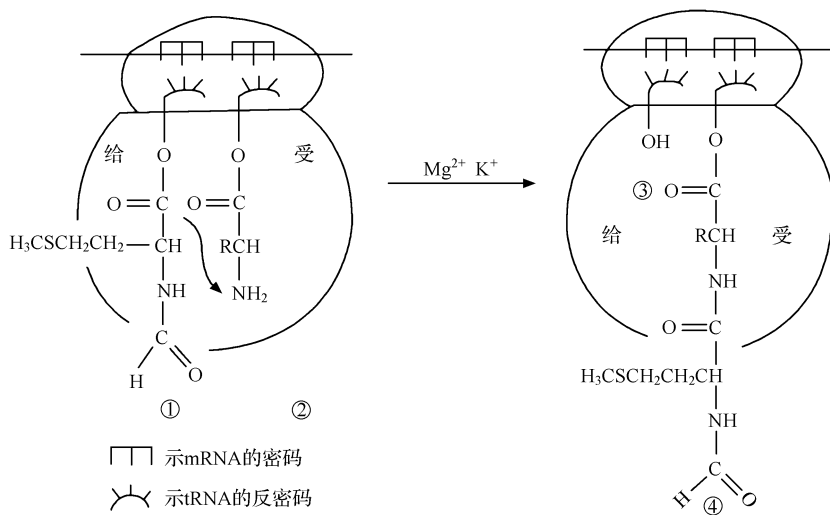 给 受
O O
O C O C
H₃CSCH₂CH₂ CH RCH
NH NH₂
C
H O
① ②
Mg²⁺ K⁺
OH O
③ O C
给 RCH 受
NH
O C
H₃CSCH₂CH₂CH
NH
C
H ④ O
示mRNA的密码
示tRNA的反密码